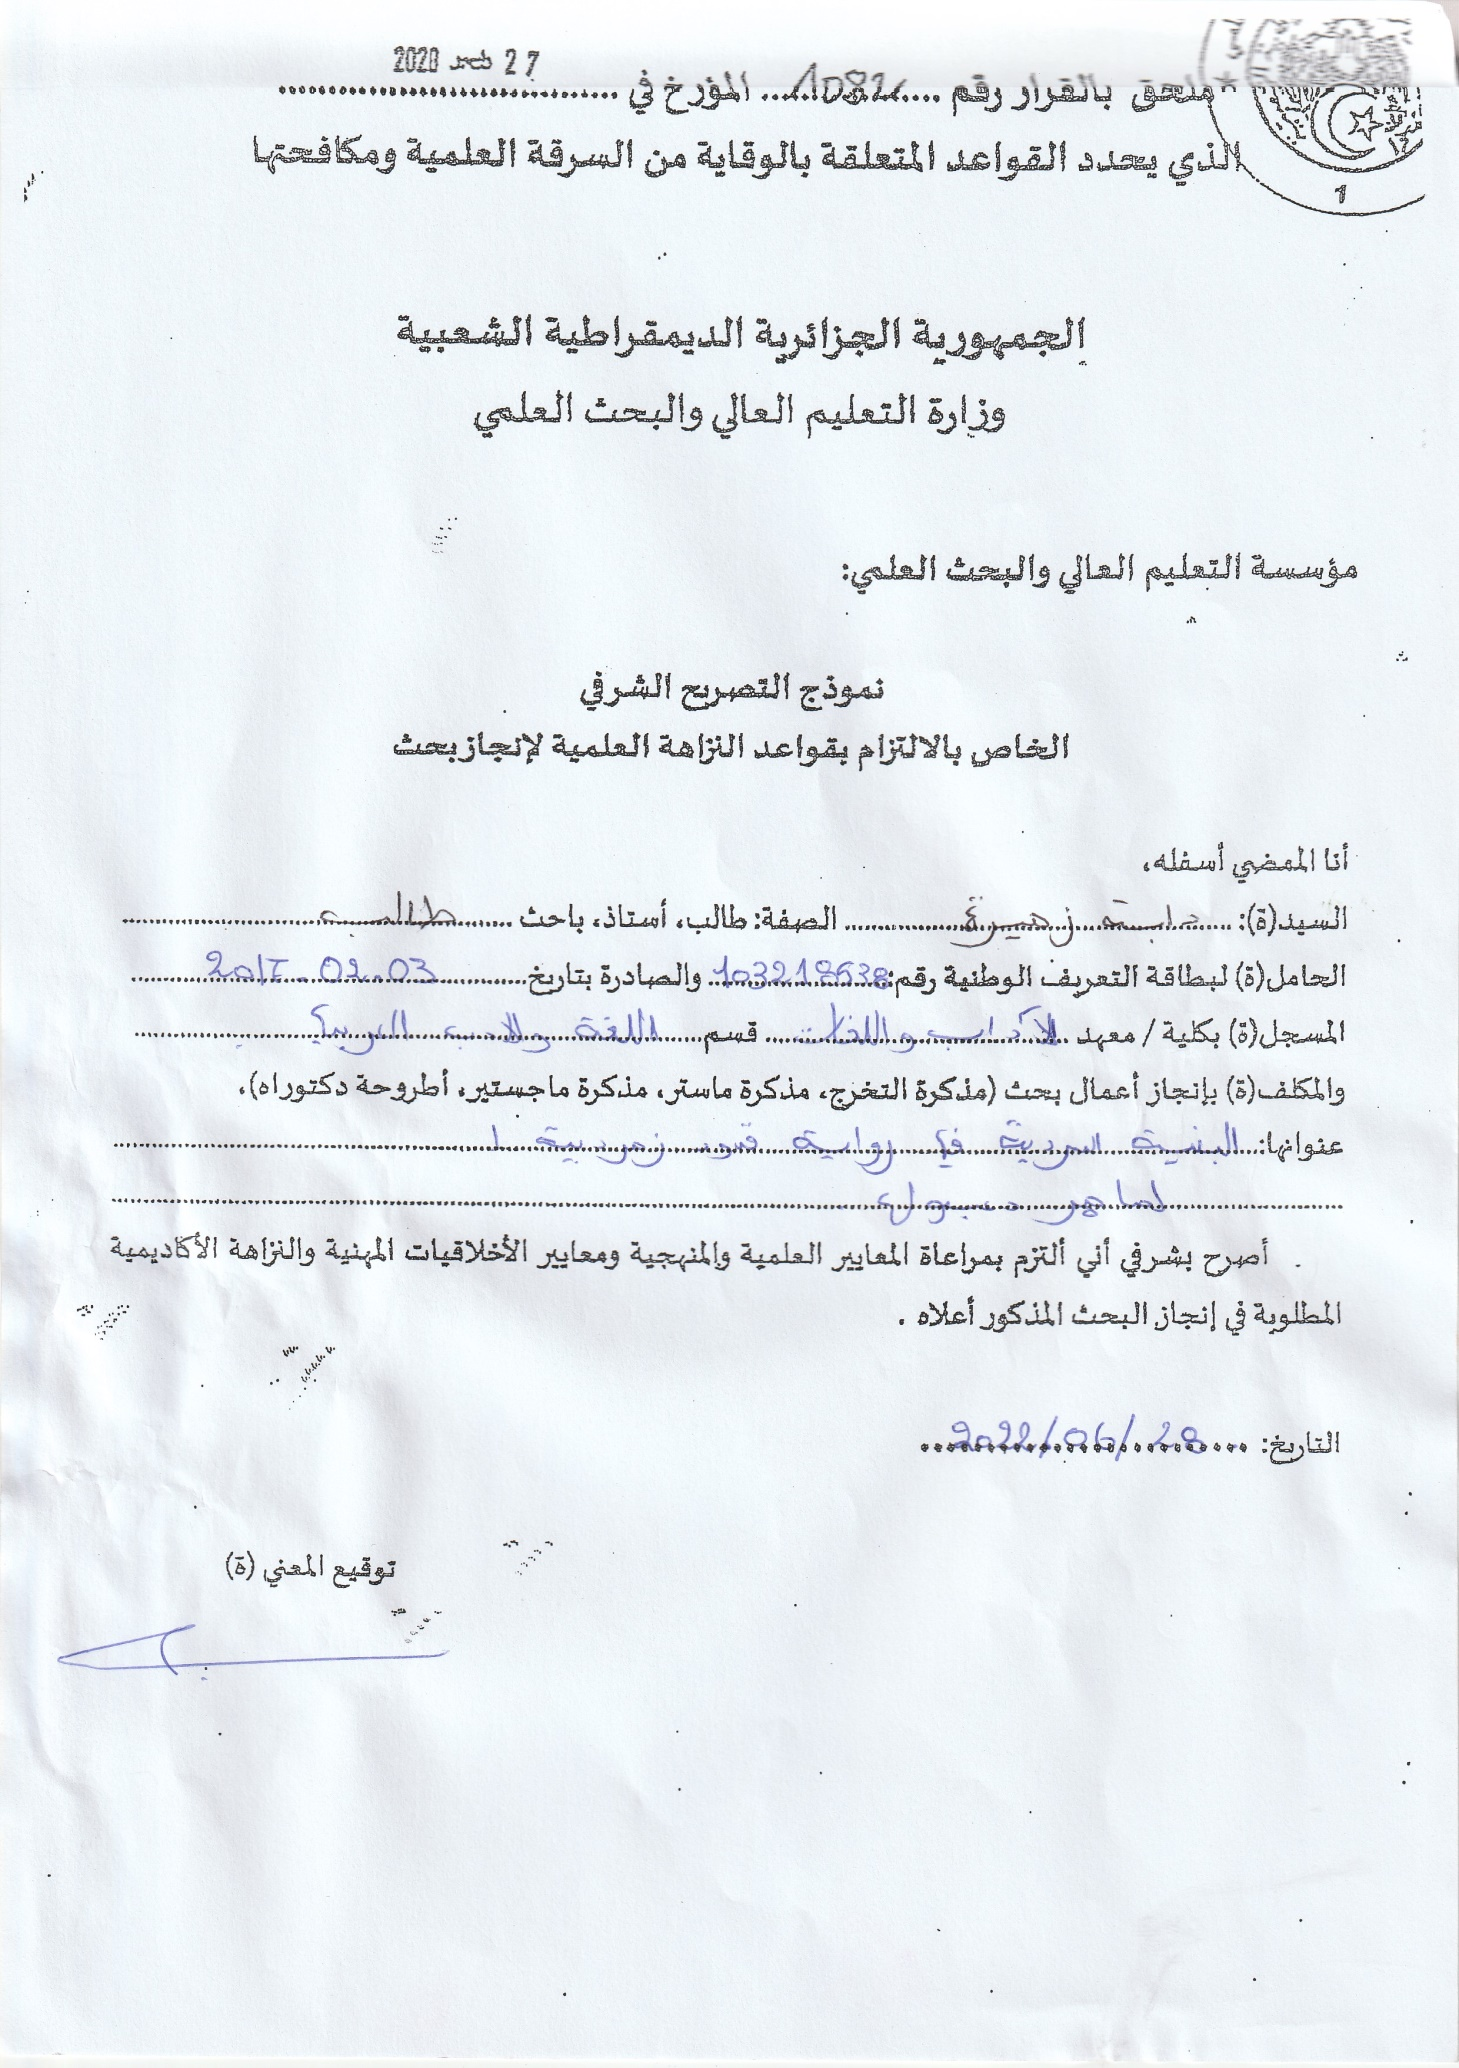 ملحق بالقرار رقم ...1082... المؤرخ في 27 ديسمبر 2020
الذي يحدد القواعد المتعلقة بالوقاية من السرقة العلمية ومكافحتها
1
الجمهورية الجزائرية الديمقراطية الشعبية
وزارة التعليم العالي والبحث العلمي
مؤسسة التعليم العالي والبحث العلمي:
نموذج التصريح الشرفي
الخاص بالالتزام بقواعد النزاهة العلمية لإنجاز بحث
أنا الممضي أسفله،
السيد(ة): زهيرة الصفة: طالب، أستاذ، باحث طالبة
الحامل(ة) لبطاقة التعريف الوطنية رقم: 103218538 والصادرة بتاريخ 03-02-2017
المسجل(ة) بكلية / معهد الآداب واللغات قسم اللغة والأدب العربي
والمكلف(ة) بإنجاز أعمال بحث (مذكرة التخرج، مذكرة ماستر، مذكرة ماجستير، أطروحة دكتوراه)،
عنوانها: البنية السردية في رواية زمردية
أصرح بشرفي أني ألتزم بمراعاة المعايير العلمية والمنهجية ومعايير الأخلاقيات المهنية والنزاهة الأكاديمية
المطلوبة في إنجاز البحث المذكور أعلاه .
التاريخ: 2022/06/28
توقيع المعني (ة)